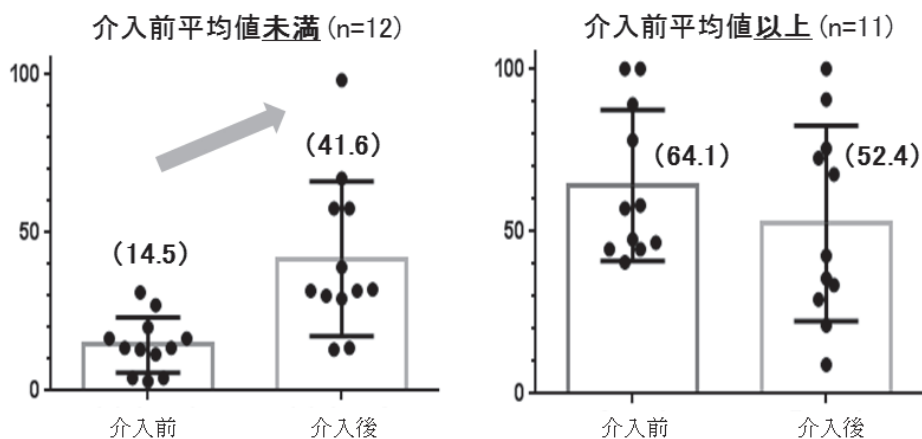 介入前平均値未満 (n=12)
100
50
0
(14.5)
(41.6)
介入前
介入後
介入前平均値以上 (n=11)
100
50
0
(64.1)
(52.4)
介入前
介入後